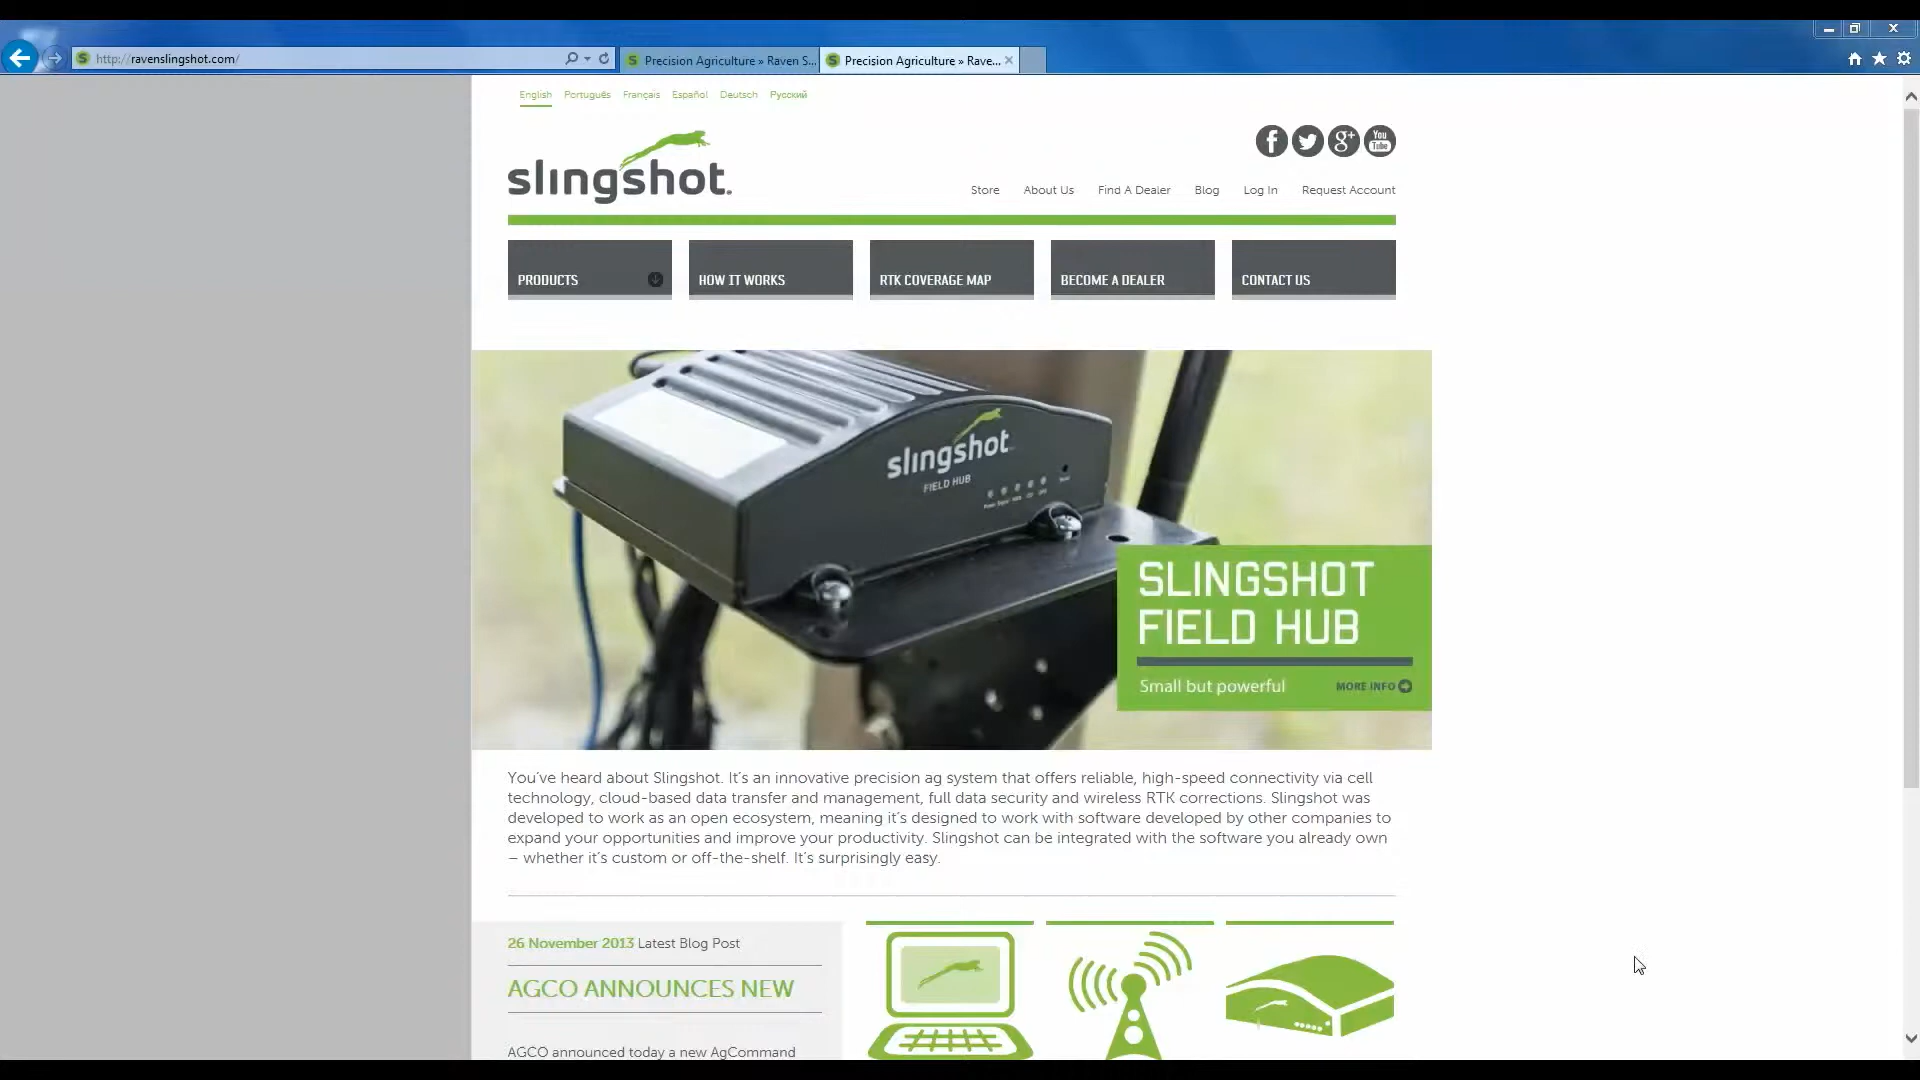 http://ravenslingshot.com/
Precision Agriculture » Raven S...
Precision Agriculture » Rave...
English Português Français Español Deutsch Русский
slingshot
You Tube
Store About Us Find A Dealer Blog Log In Request Account
PRODUCTS HOW IT WORKS RTK COVERAGE MAP BECOME A DEALER CONTACT US
slingshot
FIELD HUB
SLINGSHOT
FIELD HUB
Small but powerful MORE INFO
You've heard about Slingshot. It's an innovative precision ag system that offers reliable, high-speed connectivity via cell
technology, cloud-based data transfer and management, full data security and wireless RTK corrections. Slingshot was
developed to work as an open ecosystem, meaning it's designed to work with software developed by other companies to
expand your opportunities and improve your productivity. Slingshot can be integrated with the software you already own
– whether it's custom or off-the-shelf. It's surprisingly easy.
26 November 2013 Latest Blog Post
AGCO ANNOUNCES NEW
AGCO announced today a new AgCommand